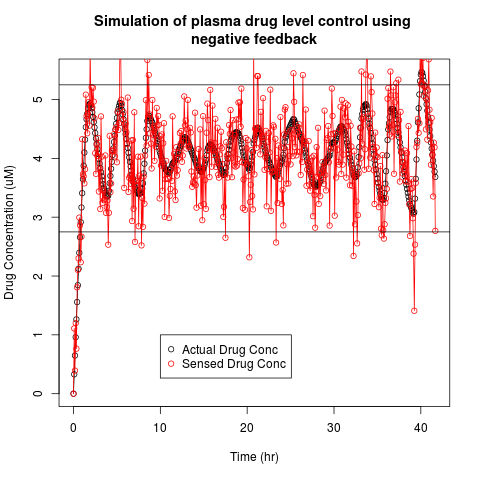 Simulation of plasma drug level control using
negative feedback
Drug Concentration (uM)
5
4
3
2
1
0
Actual Drug Conc
Sensed Drug Conc
0 10 20 30 40
Time (hr)